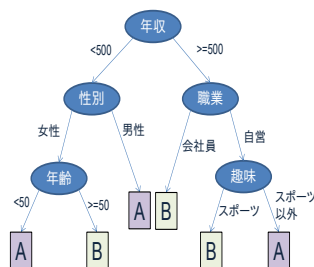 年収
<500
>=500
性別
職業
女性
男性
会社員
自営
年齢
趣味
<50
>=50
A
B
スポーツ
スポーツ
以外
A
B
B
A